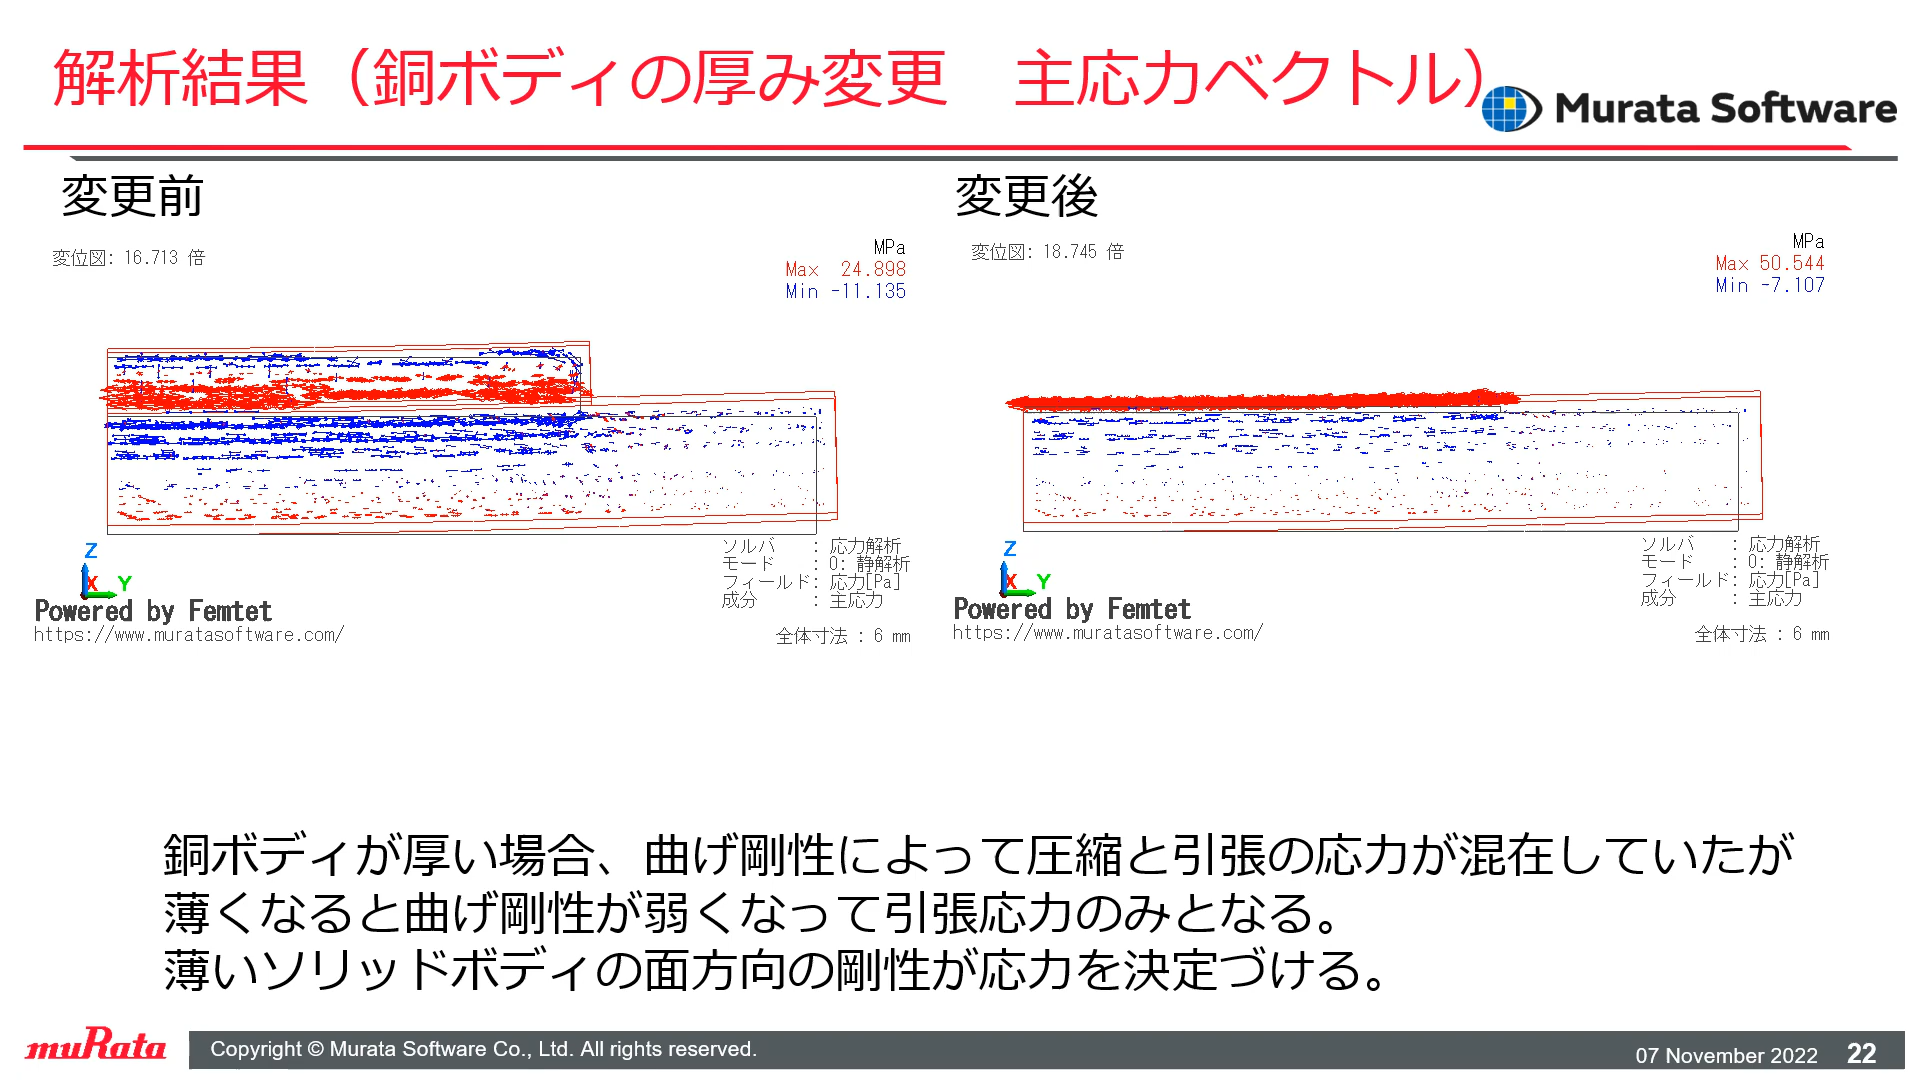 解析結果（銅ボディの厚み変更　主応力ベクトル）
Murata Software
変更前
変位図: 16.713 倍
MPa
Max 24.898
Min -11.135
Z
X Y
Powered by Femtet
https://www.muratasoftware.com/
ソルバ : 応力解析
モード : 0: 静解析
フィールド: 応力[Pa]
成分 : 主応力
全体寸法 : 6 mm
変更後
変位図: 18.745 倍
MPa
Max 50.544
Min -7.107
Z
X Y
Powered by Femtet
https://www.muratasoftware.com/
ソルバ : 応力解析
モード : 0: 静解析
フィールド: 応力[Pa]
成分 : 主応力
全体寸法 : 6 mm
銅ボディが厚い場合、曲げ剛性によって圧縮と引張の応力が混在していたが
薄くなると曲げ剛性が弱くなって引張応力のみとなる。
薄いソリッドボディの面方向の剛性が応力を決定づける。
muRata
Copyright © Murata Software Co., Ltd. All rights reserved.
07 November 2022
22